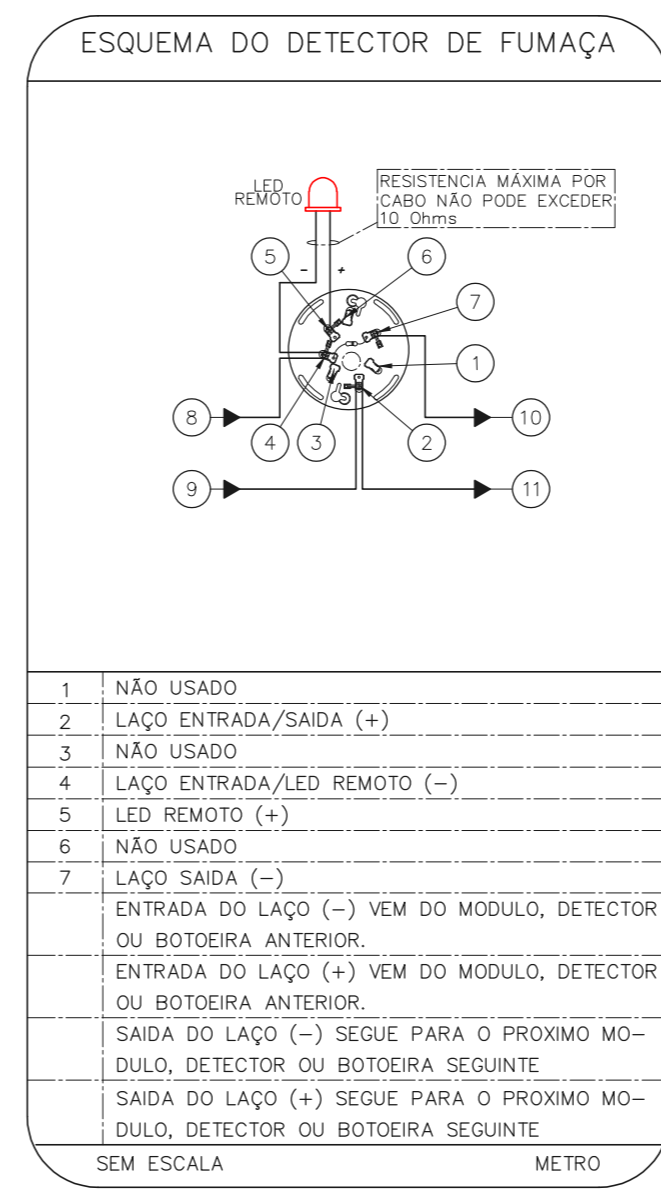 ESQUEMA DO DETECTOR DE FUMAÇA
LED
REMOTO
RESISTENCIA MÁXIMA POR
CABO NÃO PODE EXCEDER
10 Ohms
5
6
- +
7
1
8
10
4
3
2
9
11
1 NÃO USADO
2 LAÇO ENTRADA/SAIDA (+)
3 NÃO USADO
4 LAÇO ENTRADA/LED REMOTO (-)
5 LED REMOTO (+)
6 NÃO USADO
7 LAÇO SAIDA (-)
ENTRADA DO LAÇO (-) VEM DO MODULO, DETECTOR
OU BOTOEIRA ANTERIOR.
ENTRADA DO LAÇO (+) VEM DO MODULO, DETECTOR
OU BOTOEIRA ANTERIOR.
SAIDA DO LAÇO (-) SEGUE PARA O PROXIMO MO-
DULO, DETECTOR OU BOTOEIRA SEGUINTE
SAIDA DO LAÇO (+) SEGUE PARA O PROXIMO MO-
DULO, DETECTOR OU BOTOEIRA SEGUINTE
SEM ESCALA METRO